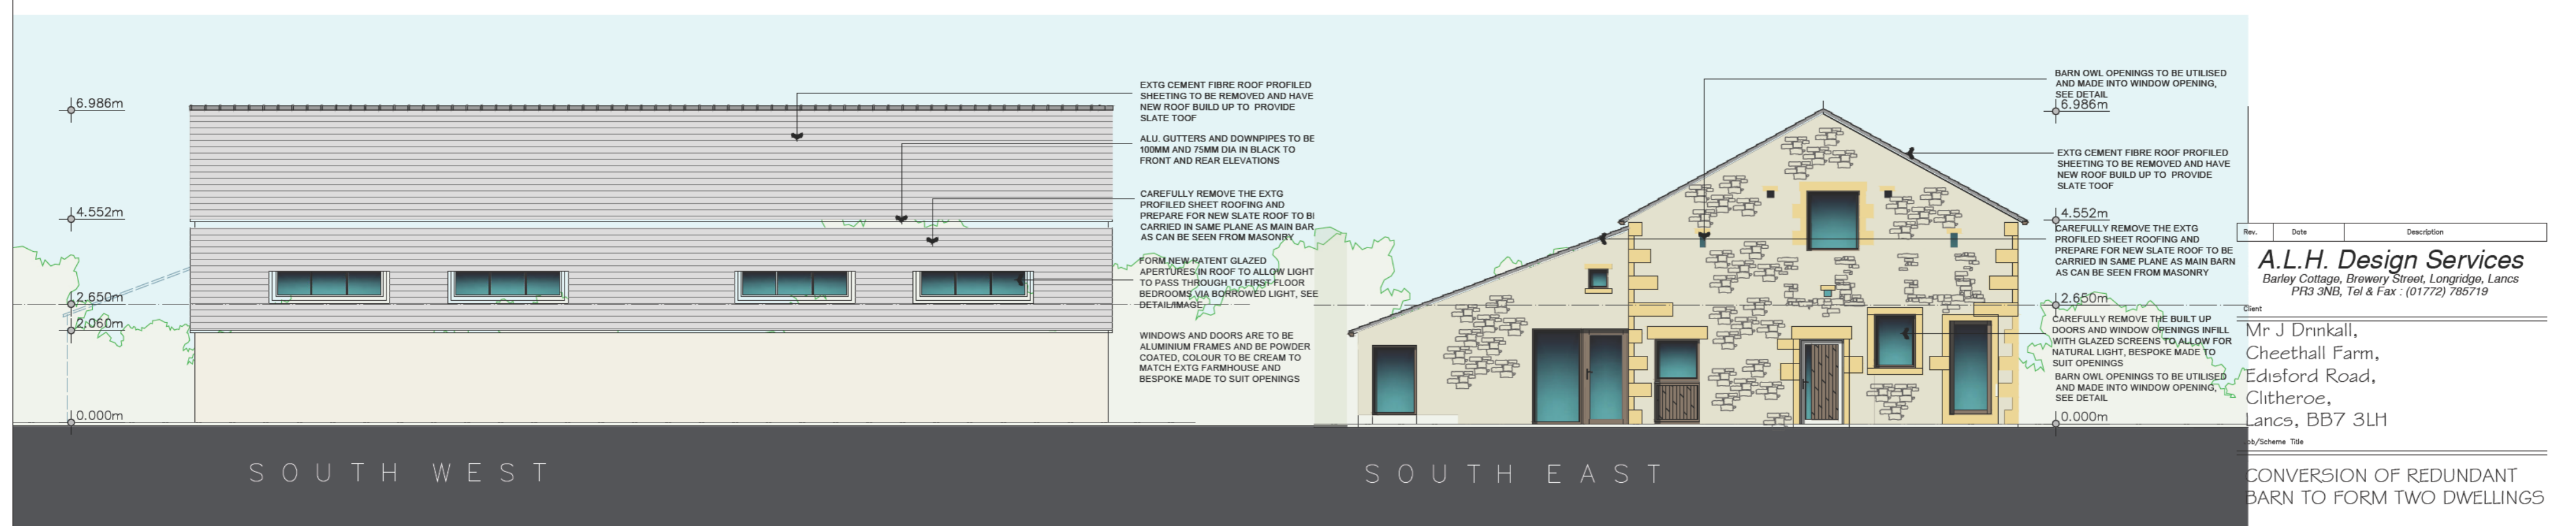 6.986m
4.552m
2.650m
2.060m
0.000m
EXTG CEMENT FIBRE ROOF PROFILED
SHEETING TO BE REMOVED AND HAVE
NEW ROOF BUILD UP TO PROVIDE
SLATE TOOF
ALU. GUTTERS AND DOWNPIPES TO BE
100MM AND 75MM DIA IN BLACK TO
FRONT AND REAR ELEVATIONS
CAREFULLY REMOVE THE EXTG
PROFILED SHEET ROOFING AND
PREPARE FOR NEW SLATE ROOF TO BE
CARRIED IN SAME PLANE AS MAIN BAR
AS CAN BE SEEN FROM MASONRY
FORM NEW PATENT GLAZED
APERTURES IN ROOF TO ALLOW LIGHT
TO PASS THROUGH TO FIRST FLOOR
BEDROOMS VIA BORROWED LIGHT, SEE
DETAIL/IMAGE
WINDOWS AND DOORS ARE TO BE
ALUMINIUM FRAMES AND BE POWDER
COATED, COLOUR TO BE CREAM TO
MATCH EXTG FARMHOUSE AND
BESPOKE MADE TO SUIT OPENINGS
SOUTH WEST
BARN OWL OPENINGS TO BE UTILISED
AND MADE INTO WINDOW OPENING,
SEE DETAIL
6.986m
EXTG CEMENT FIBRE ROOF PROFILED
SHEETING TO BE REMOVED AND HAVE
NEW ROOF BUILD UP TO PROVIDE
SLATE TOOF
4.552m
CAREFULLY REMOVE THE EXTG
PROFILED SHEET ROOFING AND
PREPARE FOR NEW SLATE ROOF TO BE
CARRIED IN SAME PLANE AS MAIN BARN
AS CAN BE SEEN FROM MASONRY
2.650m
CAREFULLY REMOVE THE BUILT UP
DOORS AND WINDOW OPENINGS INFILL
WITH GLAZED SCREENS TO ALLOW FOR
NATURAL LIGHT, BESPOKE MADE TO
SUIT OPENINGS
BARN OWL OPENINGS TO BE UTILISED
AND MADE INTO WINDOW OPENING,
SEE DETAIL
0.000m
SOUTH EAST
Rev. Date Description
A.L.H. Design Services
Barley Cottage, Brewery Street, Longridge, Lancs
PR3 3NB, Tel & Fax : (01772) 785719
Client
Mr J Drinkall,
Cheethall Farm,
Edisford Road,
Clitheroe,
Lancs, BB7 3LH
ob/Scheme Title
CONVERSION OF REDUNDANT
BARN TO FORM TWO DWELLINGS